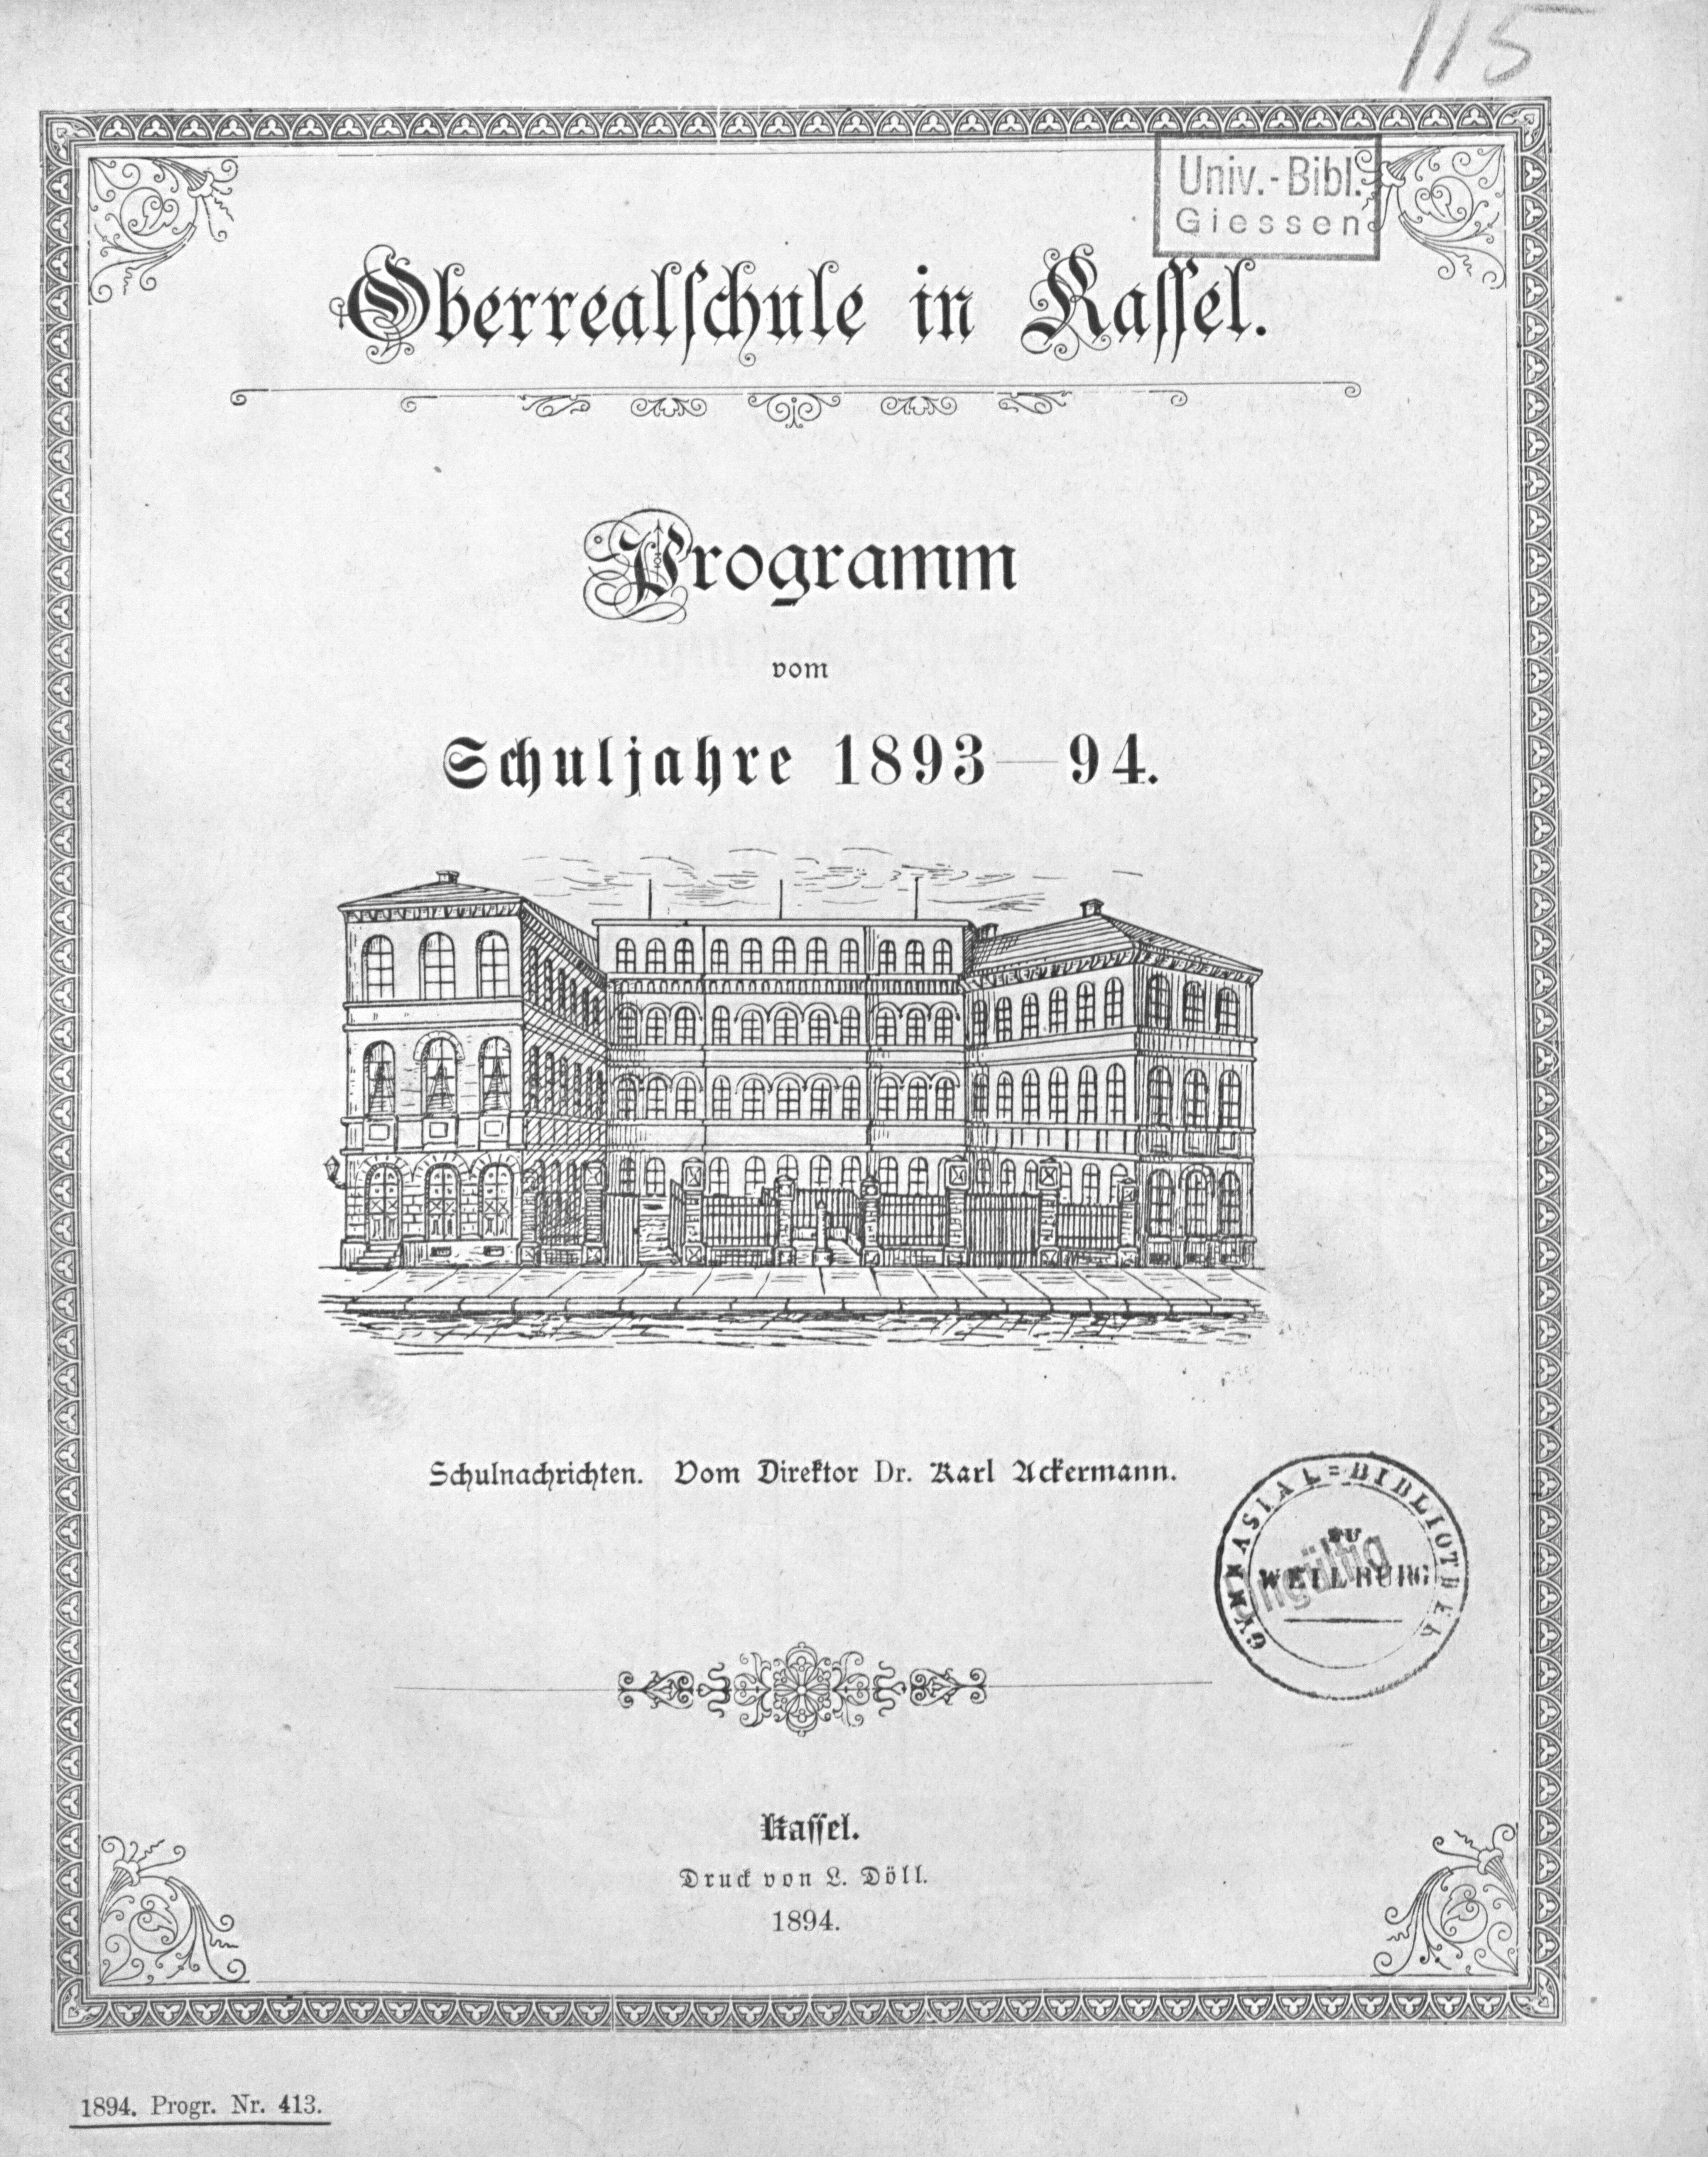 115
Univ.-Bibl.
Giessen
Oberrealschule in Kassel.
Programm
vom
Schuljahre 1893—94.
Schulnachrichten. Vom Direktor Dr. Karl Ackermann.
GYMNASIAL=BIBLIOTHEK
ZU
WEILBURG
Ungültig
Kassel.
Druck von L. Döll.
1894.
1894. Progr. Nr. 413.